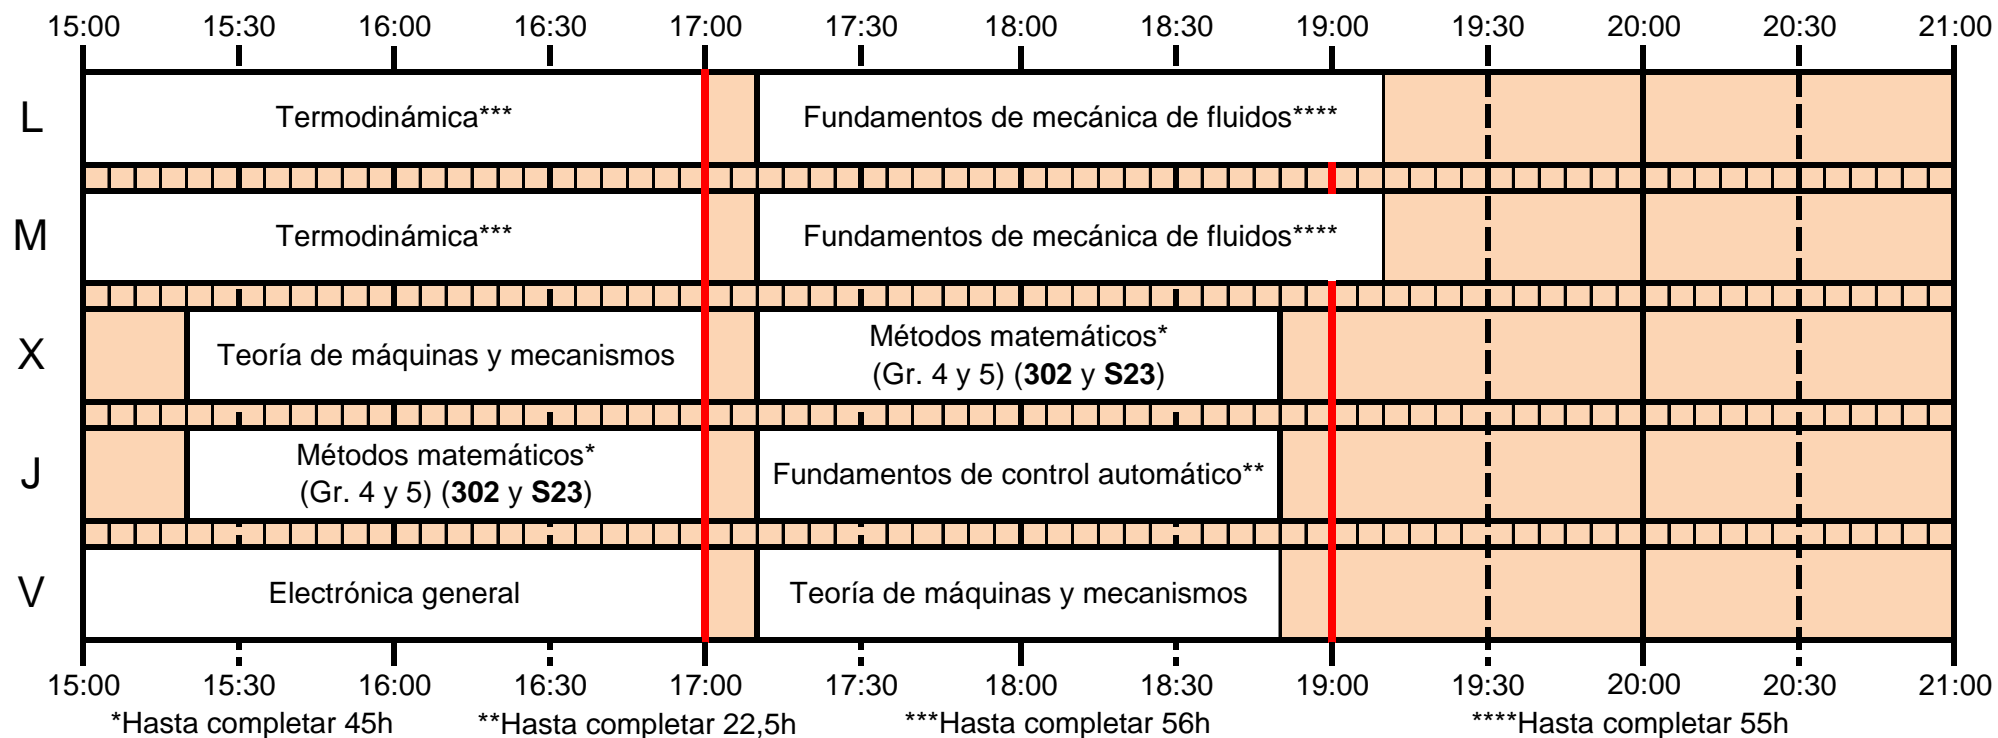 15:00 15:30 16:00 16:30 17:00 17:30 18:00 18:30 19:00 19:30 20:00 20:30 21:00
L Termodinámica*** Fundamentos de mecánica de fluidos****
M Termodinámica*** Fundamentos de mecánica de fluidos****
X Teoría de máquinas y mecanismos Métodos matemáticos*
(Gr. 4 y 5) (302 y S23)
J Métodos matemáticos* Fundamentos de control automático**
(Gr. 4 y 5) (302 y S23)
V Electrónica general Teoría de máquinas y mecanismos
15:00 15:30 16:00 16:30 17:00 17:30 18:00 18:30 19:00 19:30 20:00 20:30 21:00
*Hasta completar 45h **Hasta completar 22,5h ***Hasta completar 56h ****Hasta completar 55h